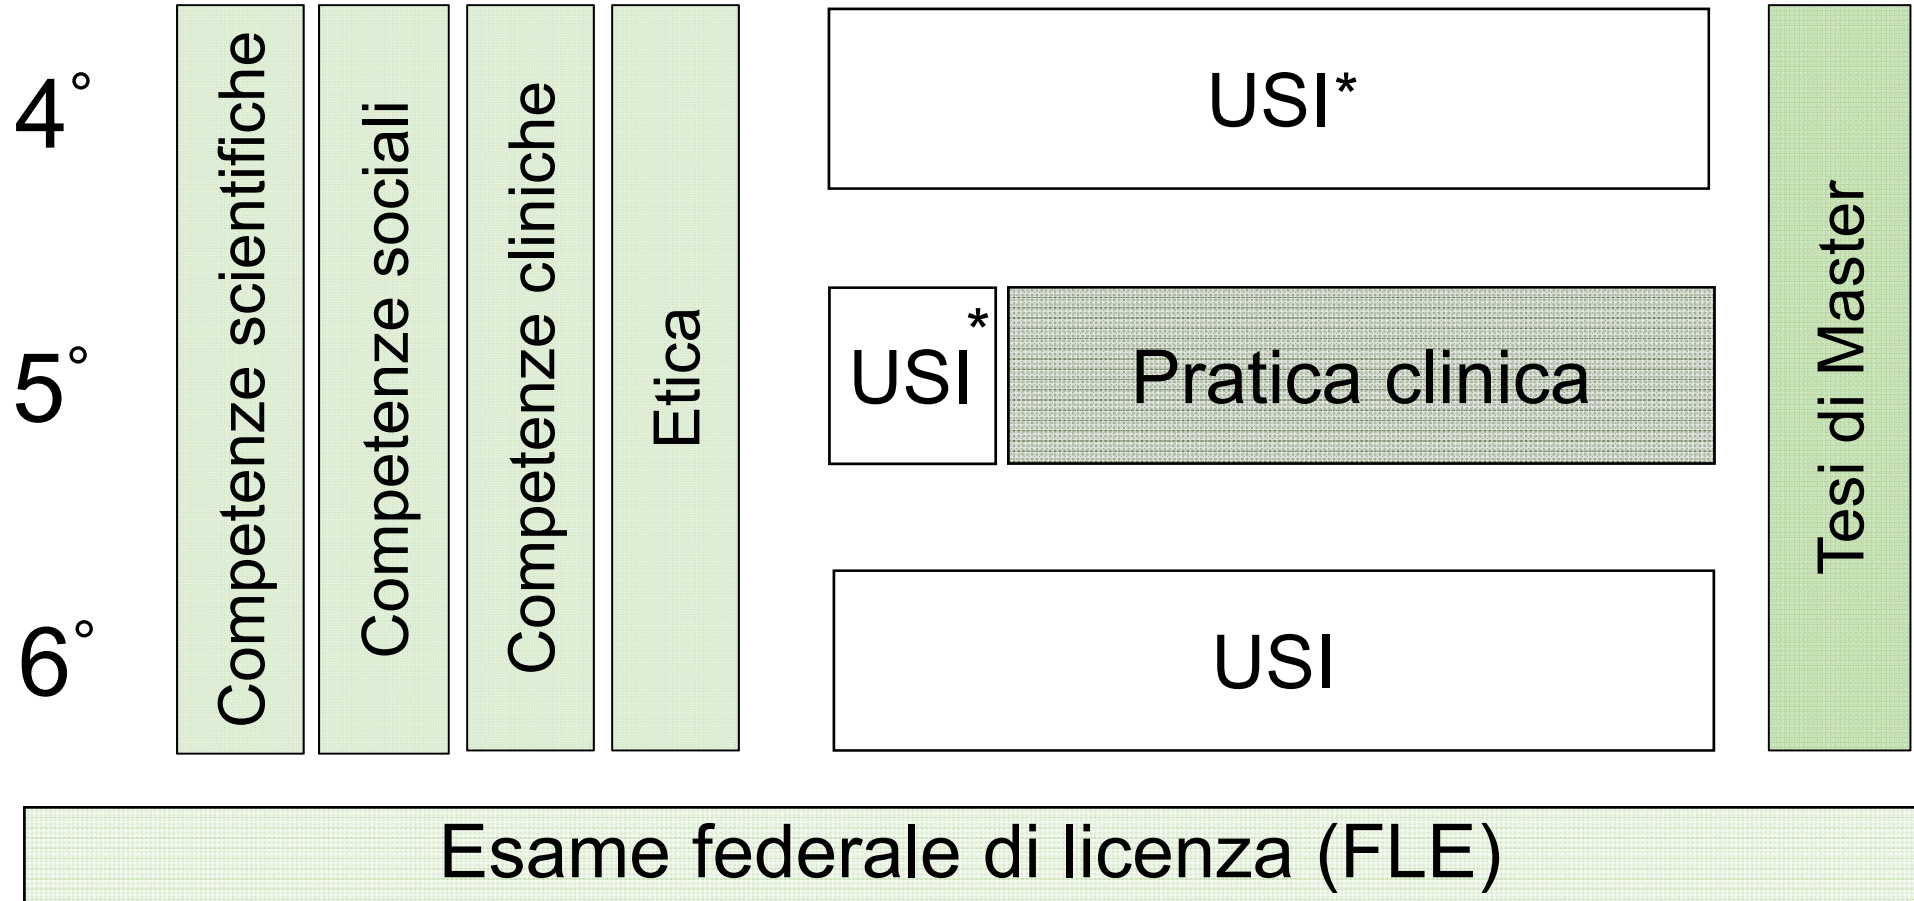 4°
5°
6°
Competenze scientifiche
Competenze sociali
Competenze cliniche
Etica
USI*
USI*
Pratica clinica
USI
Tesi di Master
Esame federale di licenza (FLE)